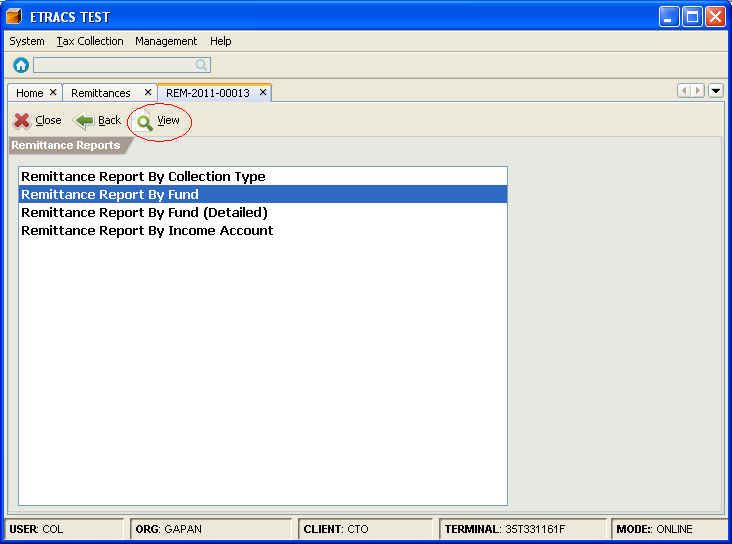 ETRACS TEST
System Tax Collection Management Help
Home Remittances REM-2011-00013
Close Back View
Remittance Reports
Remittance Report By Collection Type
Remittance Report By Fund
Remittance Report By Fund (Detailed)
Remittance Report By Income Account
USER: COL ORG: GAPAN CLIENT: CTO TERMINAL: 35T331161F MODE:: ONLINE